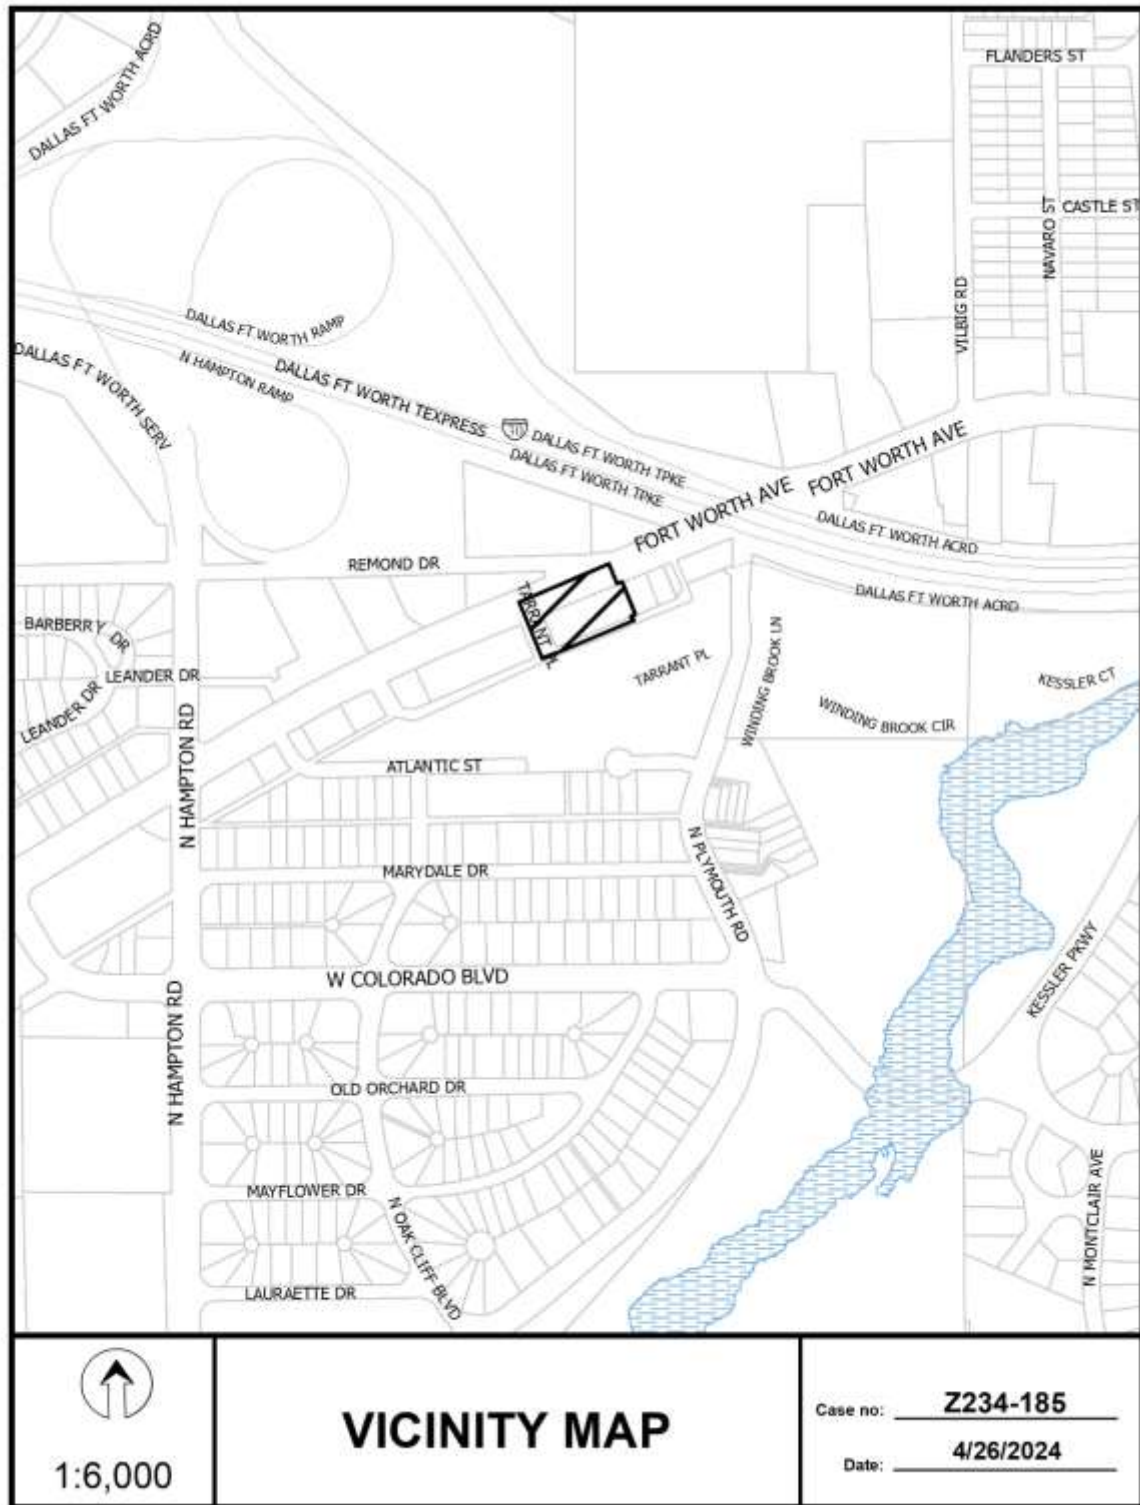 DALLAS FT WORTH ACRD
FLANDERS ST
CASTLE ST
NAVARO ST
VILBIG RD
DALLAS FT WORTH RAMP
N HAMPTON RAMP
DALLAS FT WORTH TEXPRESS
30
DALLAS FT WORTH TPKE
DALLAS FT WORTH TPKE
DALLAS FT WORTH SERV
FORT WORTH AVE
FORT WORTH AVE
DALLAS FT WORTH ACRD
DALLAS FT WORTH ACRD
REMOND DR
TARRANT PL
TARRANT PL
WINDING BROOK LN
BARBERRY DR
LEANDER DR
LEANDER DR
KESSLER CT
WINDING BROOK CIR
N HAMPTON RD
ATLANTIC ST
MARYDALE DR
N PLYMOUTH RD
W COLORADO BLVD
KESSLER PKWY
N HAMPTON RD
OLD ORCHARD DR
MAYFLOWER DR
N OAK CLIFF BLVD
N MONTCLAIR AVE
LAURAETTE DR
1:6,000
VICINITY MAP
Case no: Z234-185
Date: 4/26/2024